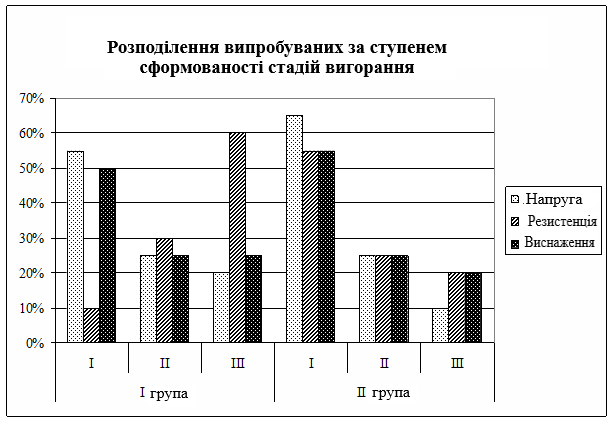 Розподілення випробуваних за ступенем
сформованості стадій вигорання
70%
60%
50%
40%
30%
20%
10%
0%
I II III I II III
I група II група
Напруга
Резистенція
Виснаження